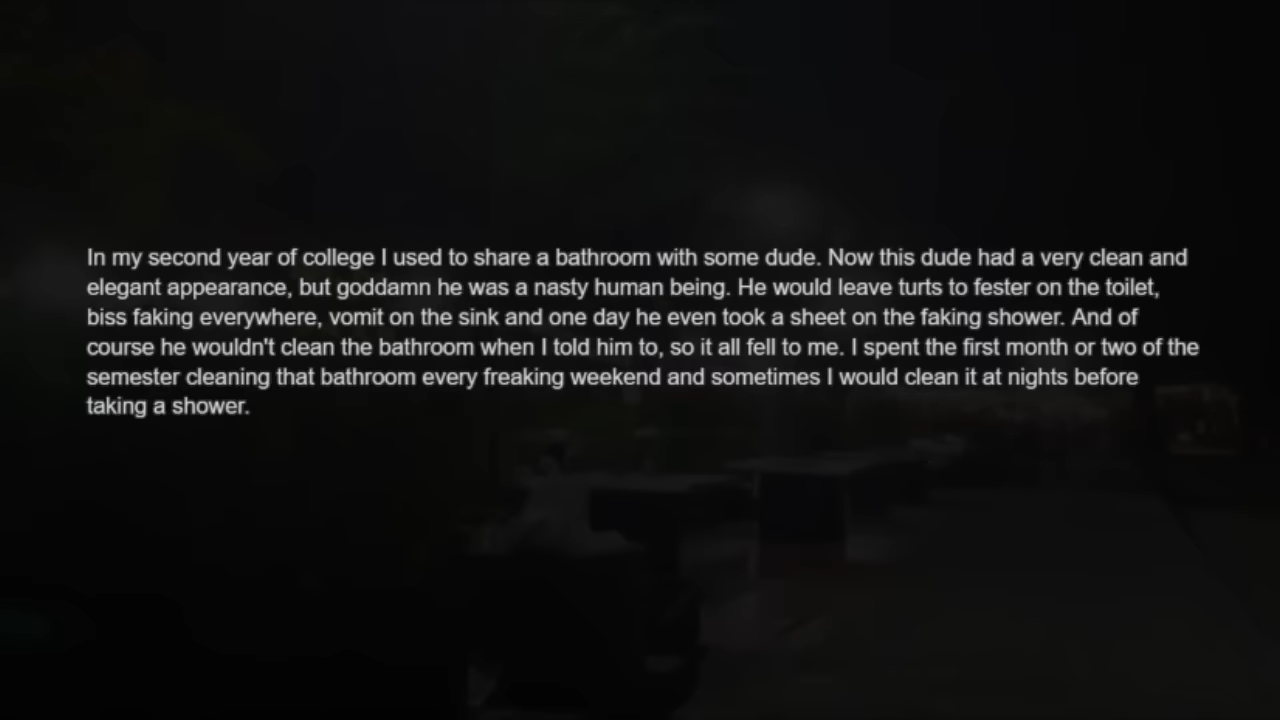 In my second year of college I used to share a bathroom with some dude. Now this dude had a very clean and
elegant appearance, but goddamn he was a nasty human being. He would leave turts to fester on the toilet,
biss faking everywhere, vomit on the sink and one day he even took a sheet on the faking shower. And of
course he wouldn't clean the bathroom when I told him to, so it all fell to me. I spent the first month or two of the
semester cleaning that bathroom every freaking weekend and sometimes I would clean it at nights before
taking a shower.